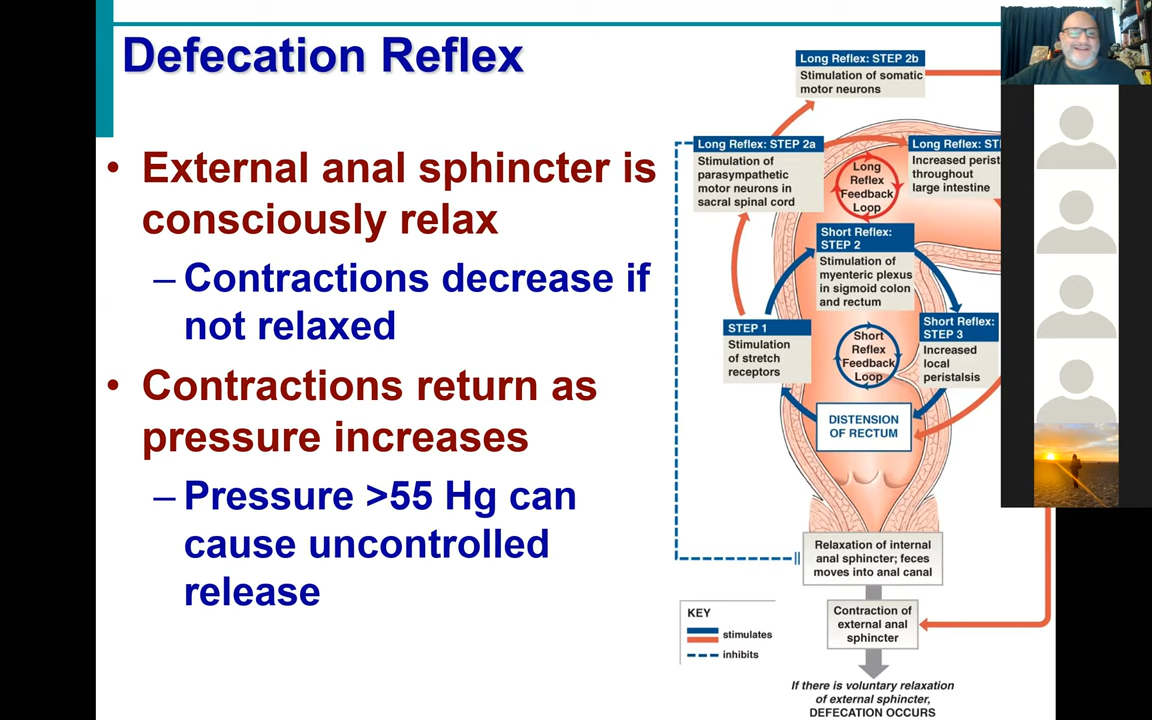 Defecation Reflex
• External anal sphincter is
consciously relax
– Contractions decrease if
not relaxed
• Contractions return as
pressure increases
– Pressure >55 Hg can
cause uncontrolled
release
Long Reflex: STEP 2b
Stimulation of somatic
motor neurons
Long Reflex: STEP 2a
Stimulation of
parasympathetic
motor neurons in
sacral spinal cord
Long Reflex:
Increased
throughout
large intestine
Long
Reflex
Feedback
Loop
Short Reflex:
STEP 2
Stimulation of
myenteric plexus
in sigmoid colon
and rectum
STEP 1
Stimulation
of stretch
receptors
Short
Reflex
Feedback
Loop
Short Reflex:
STEP 3
Increased
local
peristalsis
DISTENSION
OF RECTUM
Relaxation of internal
anal sphincter; feces
moves into anal canal
Contraction of
external anal
sphincter
KEY
stimulates
inhibits
If there is voluntary relaxation
of external sphincter,
DEFECATION OCCURS